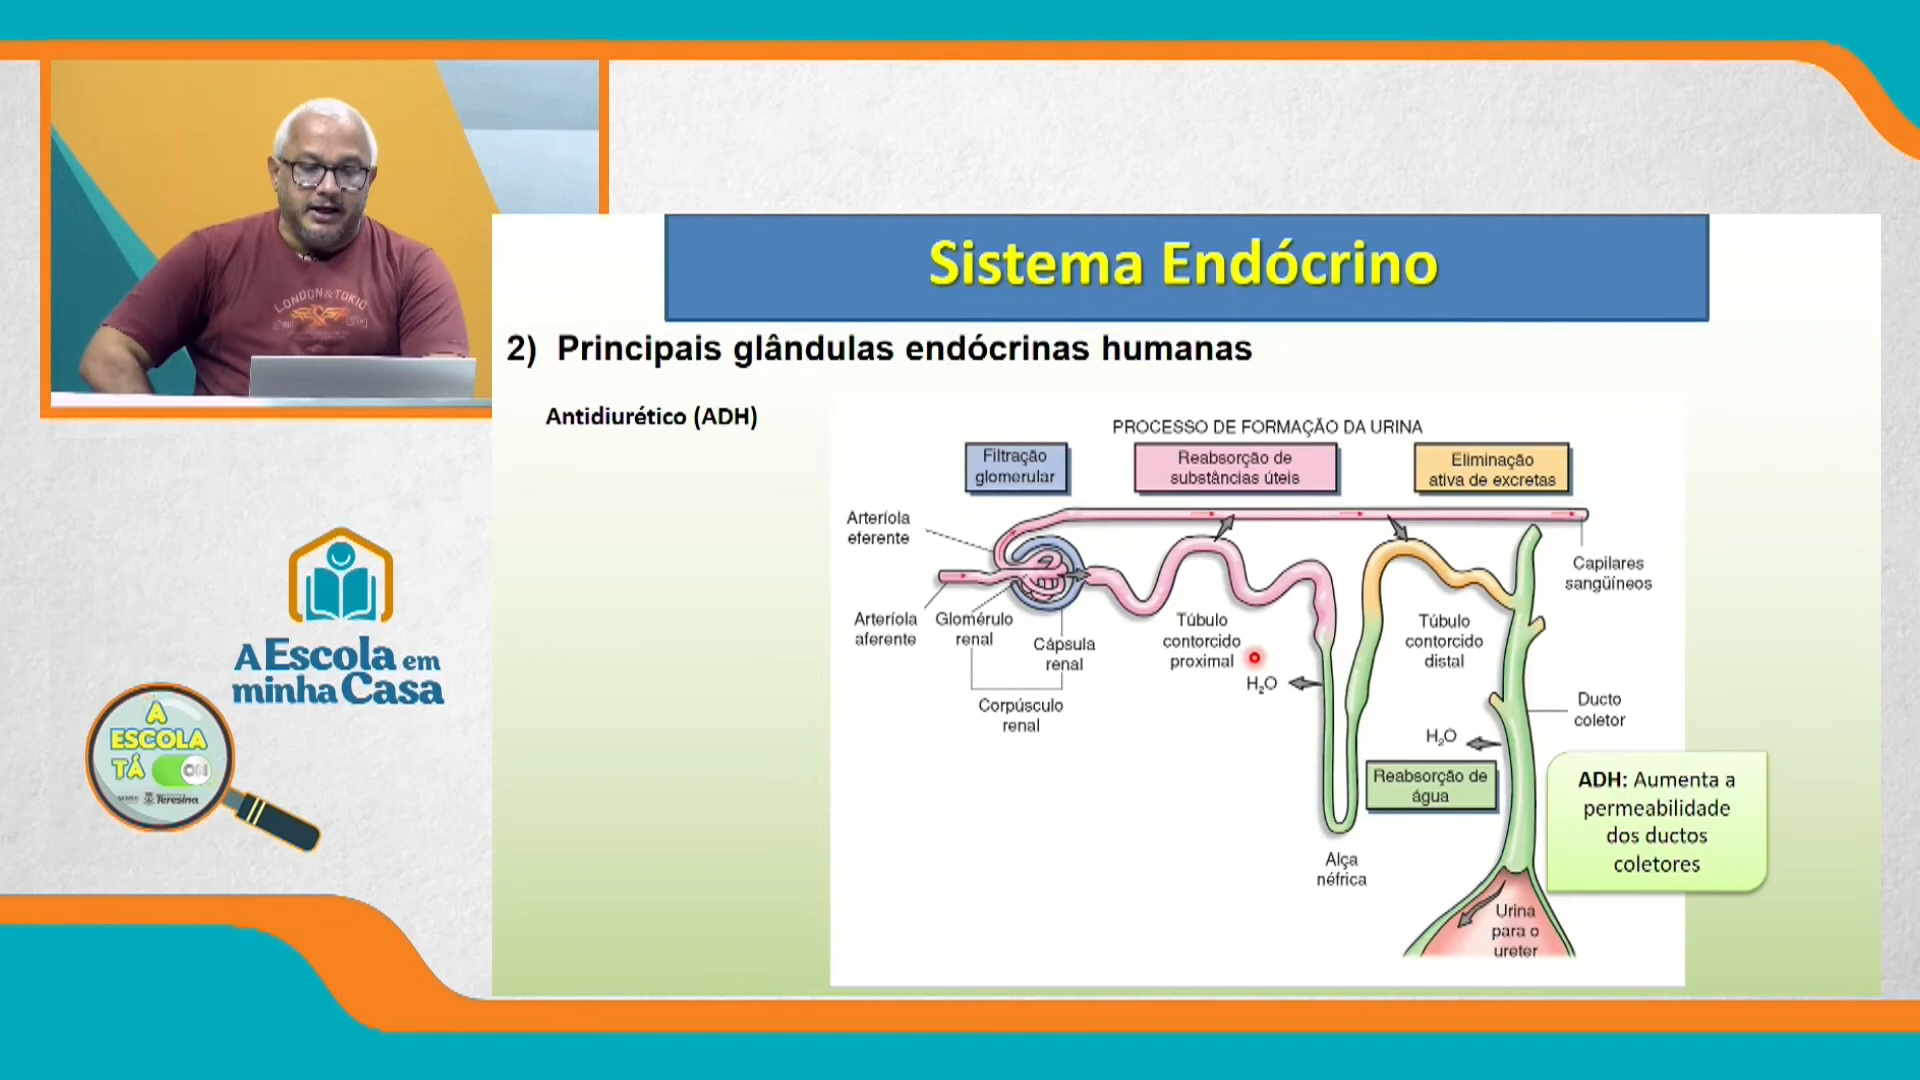 LONDON & TOKIO
Sistema Endócrino
2) Principais glândulas endócrinas humanas
Antidiurético (ADH)
PROCESSO DE FORMAÇÃO DA URINA
Filtração
glomerular
Reabsorção de
substâncias úteis
Eliminação
ativa de excretas
Arteríola
eferente
Capilares
sangüíneos
Arteríola
aferente
Glomérulo
renal
Cápsula
renal
Corpúsculo
renal
Túbulo
contorcido
proximal
H₂O
Túbulo
contorcido
distal
Ducto
coletor
H₂O
Reabsorção de
água
Alça
néfrica
ADH: Aumenta a
permeabilidade
dos ductos
coletores
Urina
para o
ureter
A Escola em
minha Casa
A
ESCOLA
TÁ ON
Teresina